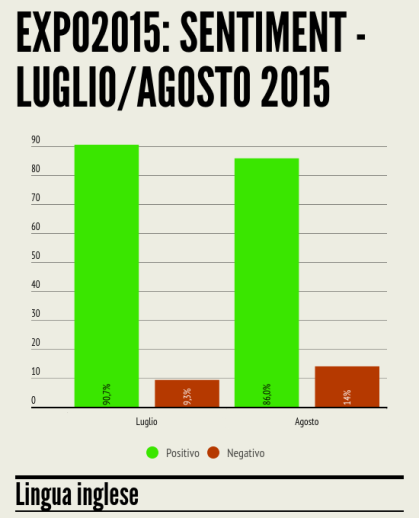 EXPO2015: SENTIMENT -
LUGLIO/AGOSTO 2015
90
80
70
60
50
40
30
20
10
0
90,7%
9,3%
86,0%
14%
Luglio
Agosto
Positivo
Negativo
Lingua inglese